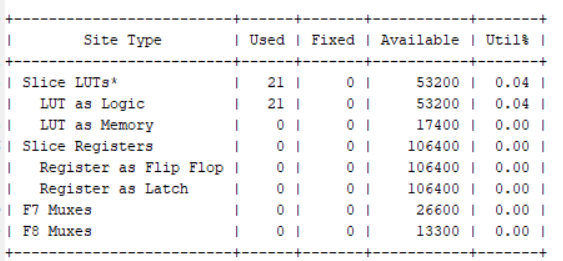 +-------------------------+------+-------+-----------+-------+
|        Site Type        | Used | Fixed | Available | Util% |
+-------------------------+------+-------+-----------+-------+
| Slice LUTs*             |   21 |     0 |     53200 |  0.04 |
|   LUT as Logic          |   21 |     0 |     53200 |  0.04 |
|   LUT as Memory         |    0 |     0 |     17400 |  0.00 |
| Slice Registers         |    0 |     0 |    106400 |  0.00 |
|   Register as Flip Flop |    0 |     0 |    106400 |  0.00 |
|   Register as Latch     |    0 |     0 |    106400 |  0.00 |
| F7 Muxes                |    0 |     0 |     26600 |  0.00 |
| F8 Muxes                |    0 |     0 |     13300 |  0.00 |
+-------------------------+------+-------+-----------+-------+